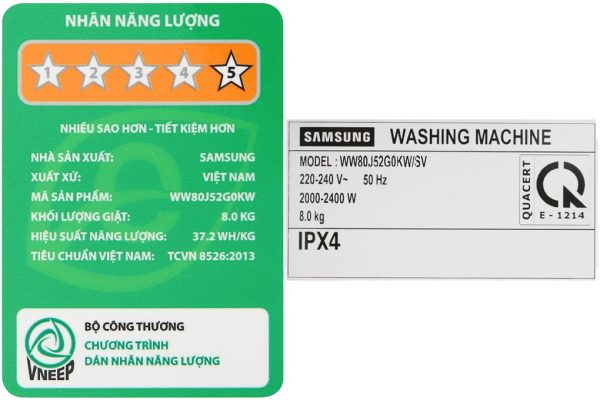 NHÃN NĂNG LƯỢNG
1 2 3 4 5
NHIỀU SAO HƠN - TIẾT KIỆM HƠN
NHÀ SẢN XUẤT: SAMSUNG
XUẤT XỨ: VIỆT NAM
MÃ SẢN PHẨM: WW80J52G0KW
KHỐI LƯỢNG GIẶT: 8.0 KG
HIỆU SUẤT NĂNG LƯỢNG: 37.2 WH/KG
TIÊU CHUẨN VIỆT NAM: TCVN 8526:2013
VNEEP
BỘ CÔNG THƯƠNG
CHƯƠNG TRÌNH
DÁN NHÃN NĂNG LƯỢNG
SAMSUNG WASHING MACHINE
MODEL : WW80J52G0KW/SV
220-240 V~ 50 Hz
2000-2400 W
8.0 kg
IPX4
QUACERT
E - 1214